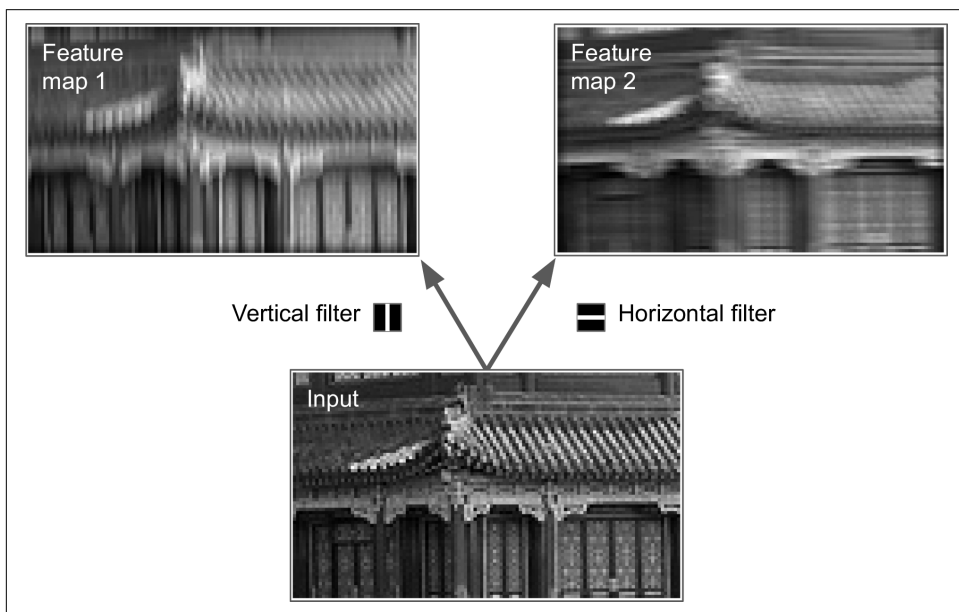 Feature
map 1
Feature
map 2
Vertical filter
Horizontal filter
Input